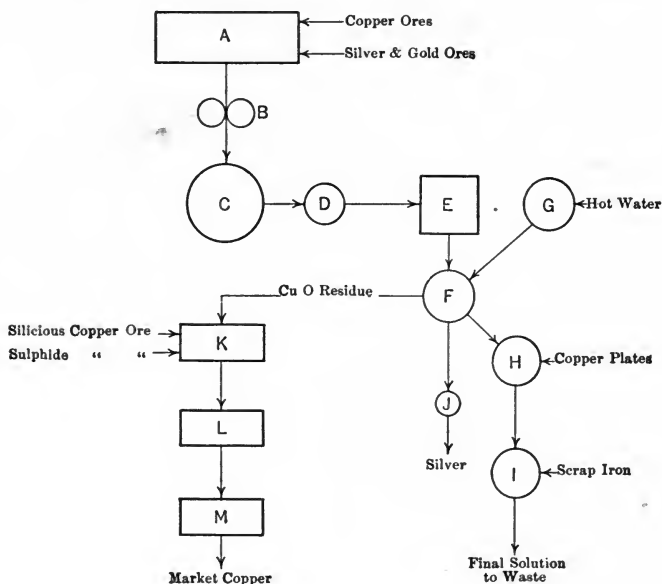 Copper Ores
A
Silver & Gold Ores
B
C
D
E
G
Hot Water
Cu O Residue
F
Silicious Copper Ore
K
Sulphide “ “
H
Copper Plates
J
L
Silver
I
Scrap Iron
M
Market Copper
Final Solution
to Waste